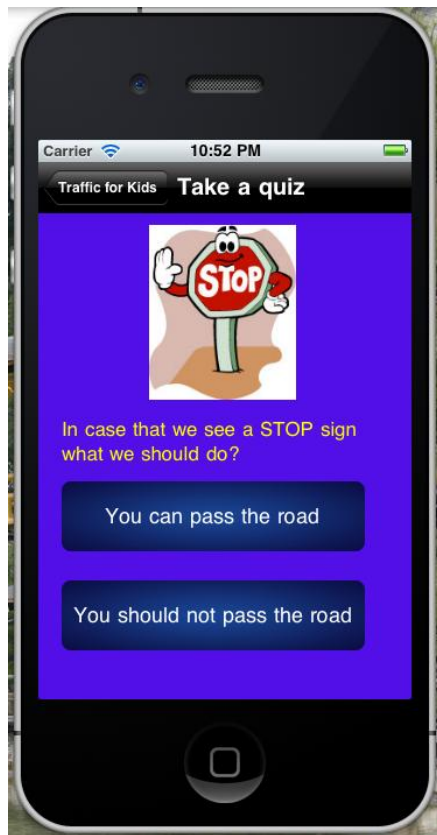 Carrier 10:52 PM
Traffic for Kids Take a quiz
STOP
In case that we see a STOP sign
what we should do?
You can pass the road
You should not pass the road